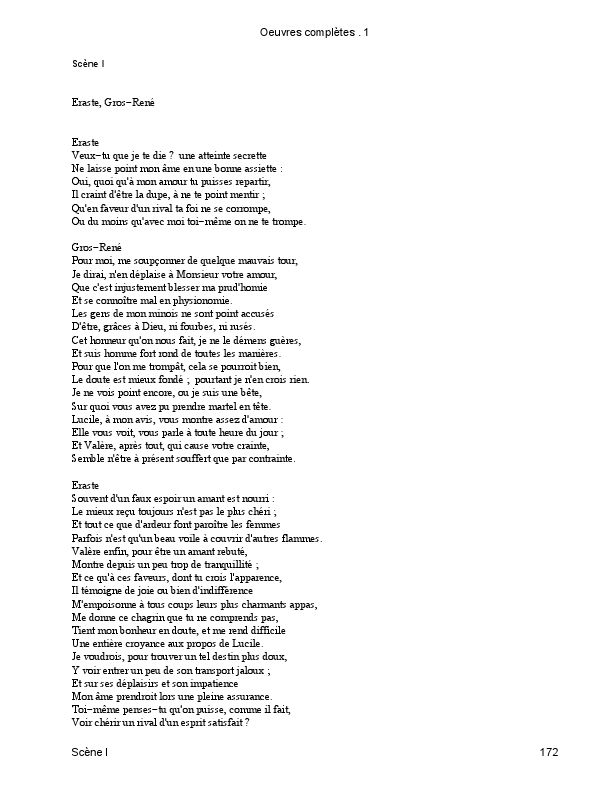 Oeuvres complètes . 1
Scène I
Eraste, Gros−René
Eraste
Veux−tu que je te die ? une atteinte secrette
Ne laisse point mon âme en une bonne assiette :
Oui, quoi qu'à mon amour tu puisses repartir,
Il craint d'être la dupe, à ne te point mentir ;
Qu'en faveur d'un rival ta foi ne se corrompe,
Ou du moins qu'avec moi toi−même on ne te trompe.
Gros−René
Pour moi, me soupçonner de quelque mauvais tour,
Je dirai, n'en déplaise à Monsieur votre amour,
Que c'est injustement blesser ma prud'homie
Et se connoître mal en physionomie.
Les gens de mon minois ne sont point accusés
D'être, grâces à Dieu, ni fourbes, ni rusés.
Cet honneur qu'on nous fait, je ne le démens guères,
Et suis homme fort rond de toutes les manières.
Pour que l'on me trompât, cela se pourroit bien,
Le doute est mieux fondé ; pourtant je n'en crois rien.
Je ne vois point encore, ou je suis une bête,
Sur quoi vous avez pu prendre martel en tête.
Lucile, à mon avis, vous montre assez d'amour :
Elle vous voit, vous parle à toute heure du jour ;
Et Valère, après tout, qui cause votre crainte,
Semble n'être à présent souffert que par contrainte.
Eraste
Souvent d'un faux espoir un amant est nourri :
Le mieux reçu toujours n'est pas le plus chéri ;
Et tout ce que d'ardeur font paroître les femmes
Parfois n'est qu'un beau voile à couvrir d'autres flammes.
Valère enfin, pour être un amant rebuté,
Montre depuis un peu trop de tranquillité ;
Et ce qu'à ces faveurs, dont tu crois l'apparence,
Il témoigne de joie ou bien d'indifférence
M'empoisonne à tous coups leurs plus charmants appas,
Me donne ce chagrin que tu ne comprends pas,
Tient mon bonheur en doute, et me rend difficile
Une entière croyance aux propos de Lucile.
Je voudrois, pour trouver un tel destin plus doux,
Y voir entrer un peu de son transport jaloux ;
Et sur ses déplaisirs et son impatience
Mon âme prendroit lors une pleine assurance.
Toi−même penses−tu qu'on puisse, comme il fait,
Voir chérir un rival d'un esprit satisfait ?
Scène I
172